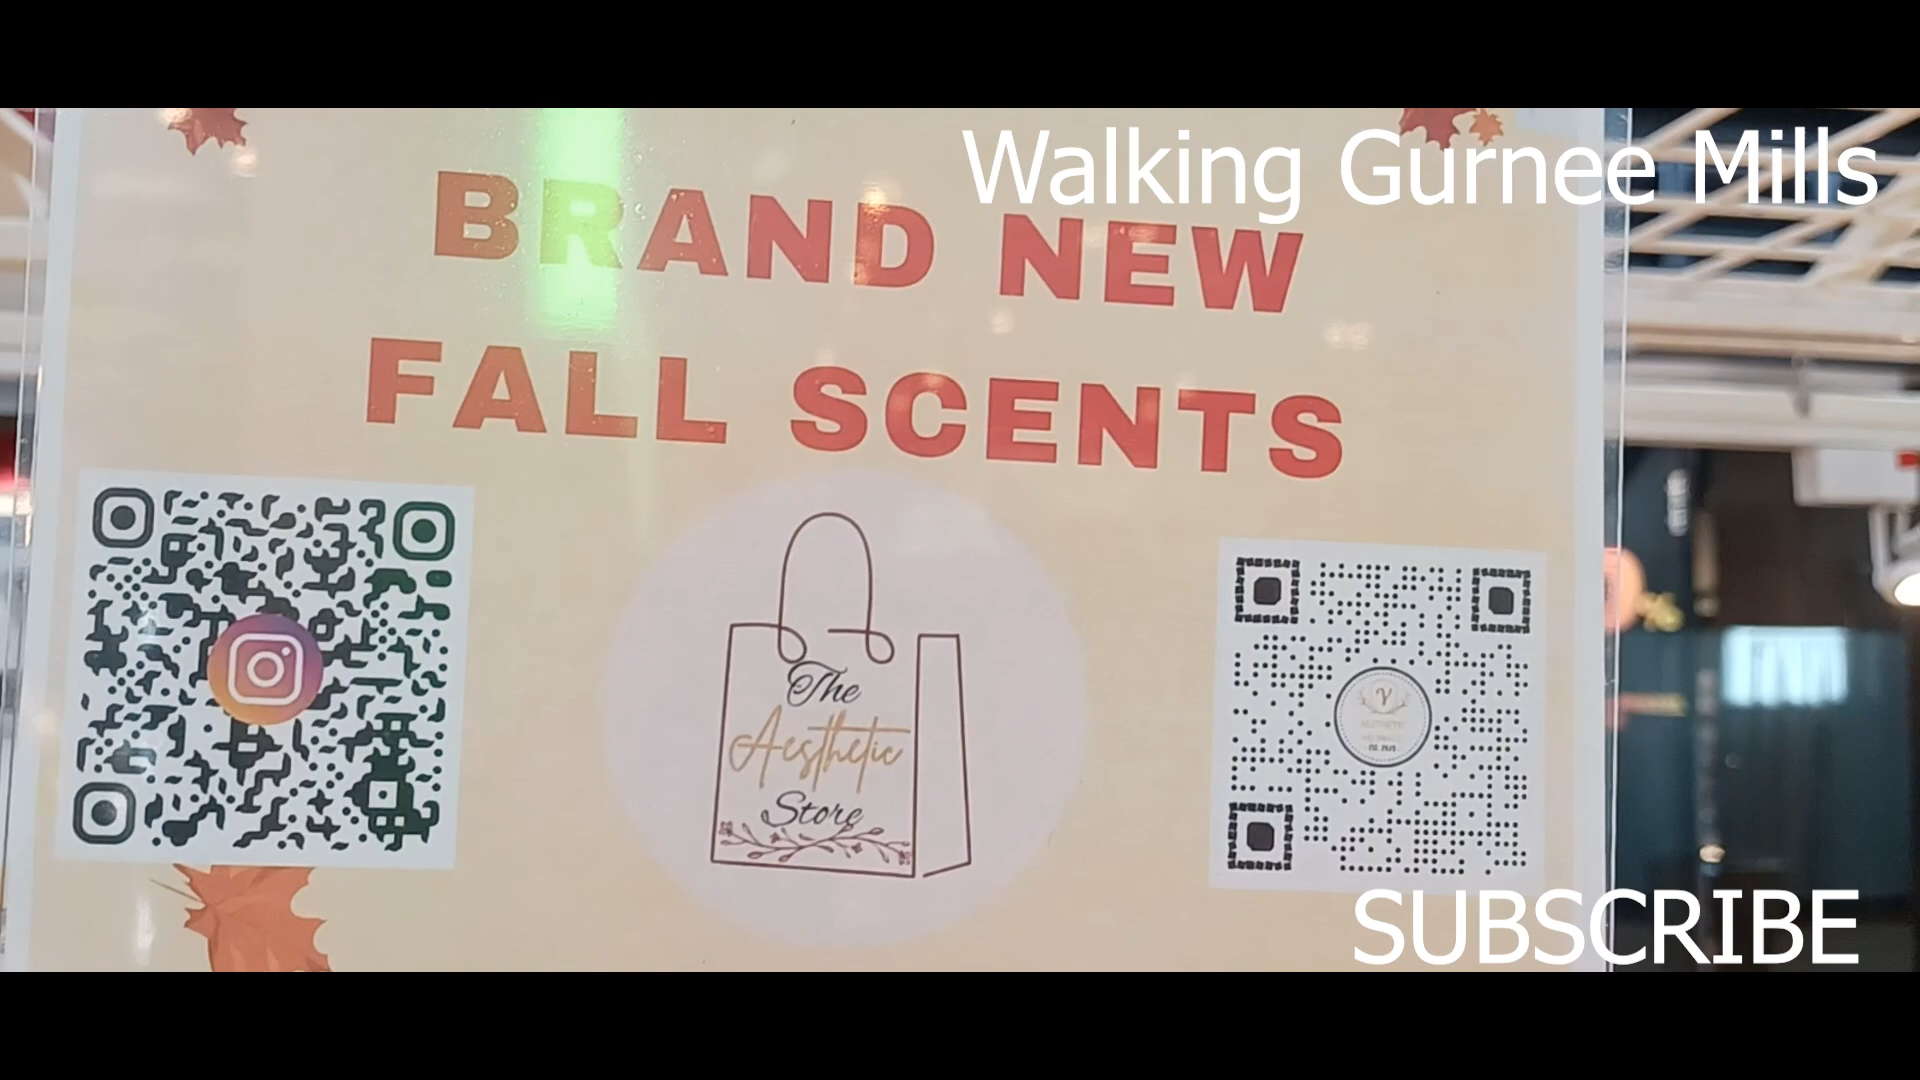 Walking Gurnee Mills
BRAND NEW
FALL SCENTS
The
Aesthetic
Store
SUBSCRIBE